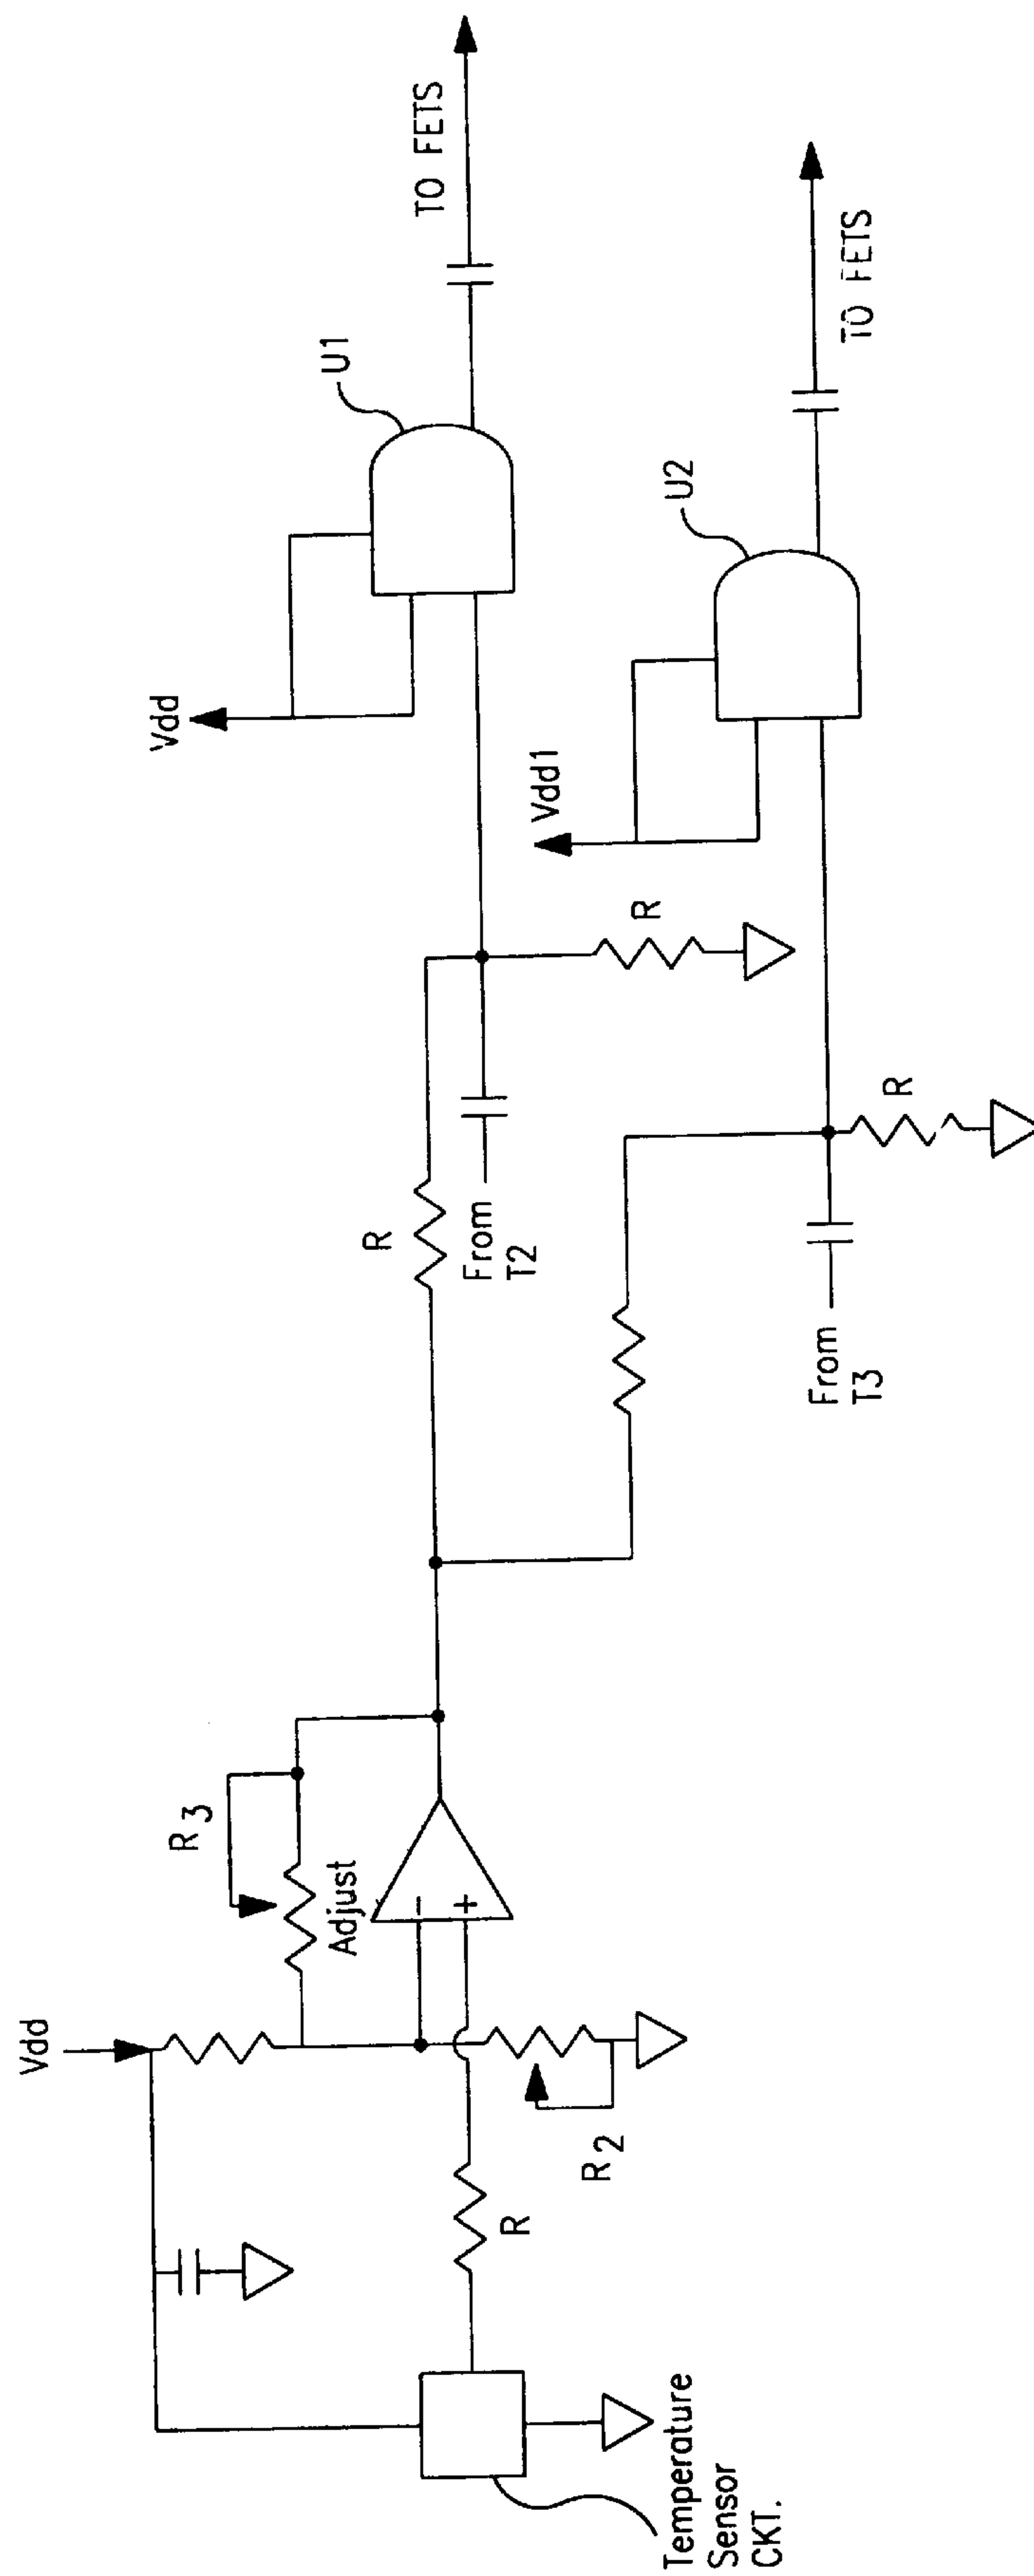 Vdd
Temperature
Sensor
CKT.
R
R2
R3
Adjust
R
From
T2
R
Vdd
U1
TO FETS
From
T3
R
Vdd1
U2
TO FETS